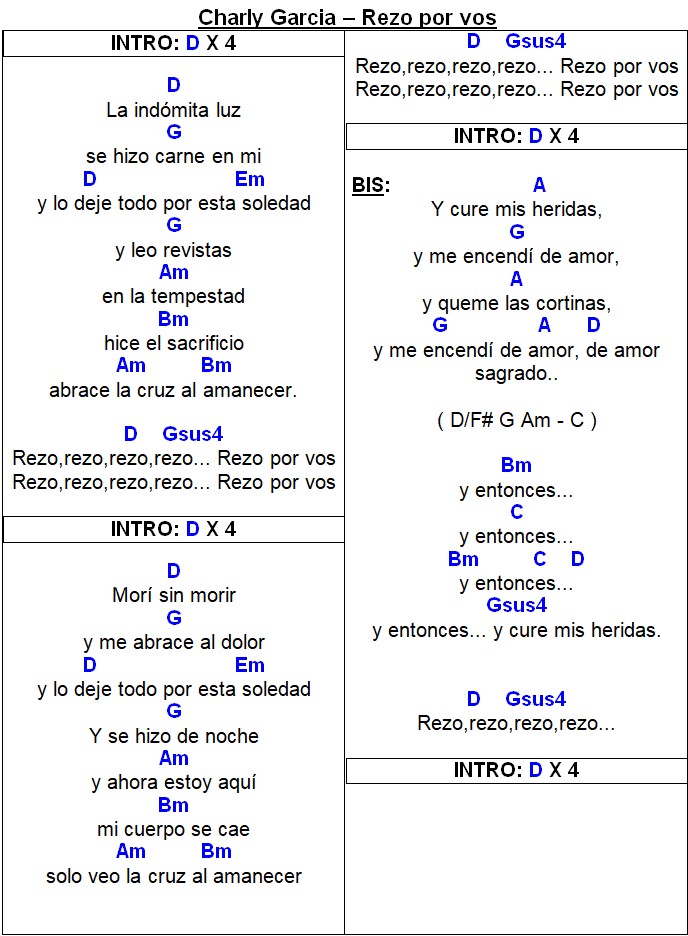 Charly Garcia – Rezo por vos
INTRO: D X 4
D
La indómita luz
G
se hizo carne en mi
D Em
y lo deje todo por esta soledad
G
y leo revistas
Am
en la tempestad
Bm
hice el sacrificio
Am Bm
abrace la cruz al amanecer.
D Gsus4
Rezo,rezo,rezo,rezo... Rezo por vos
Rezo,rezo,rezo,rezo... Rezo por vos
INTRO: D X 4
D
Morí sin morir
G
y me abrace al dolor
D Em
y lo deje todo por esta soledad
G
Y se hizo de noche
Am
y ahora estoy aquí
Bm
mi cuerpo se cae
Am Bm
solo veo la cruz al amanecer
D Gsus4
Rezo,rezo,rezo,rezo... Rezo por vos
Rezo,rezo,rezo,rezo... Rezo por vos
INTRO: D X 4
BIS: A
Y cure mis heridas,
G
y me encendí de amor,
A
y queme las cortinas,
G A D
y me encendí de amor, de amor
sagrado..
( D/F# G Am - C )
Bm
y entonces...
C
y entonces...
Bm C D
y entonces...
Gsus4
y entonces... y cure mis heridas.
D Gsus4
Rezo,rezo,rezo,rezo...
INTRO: D X 4